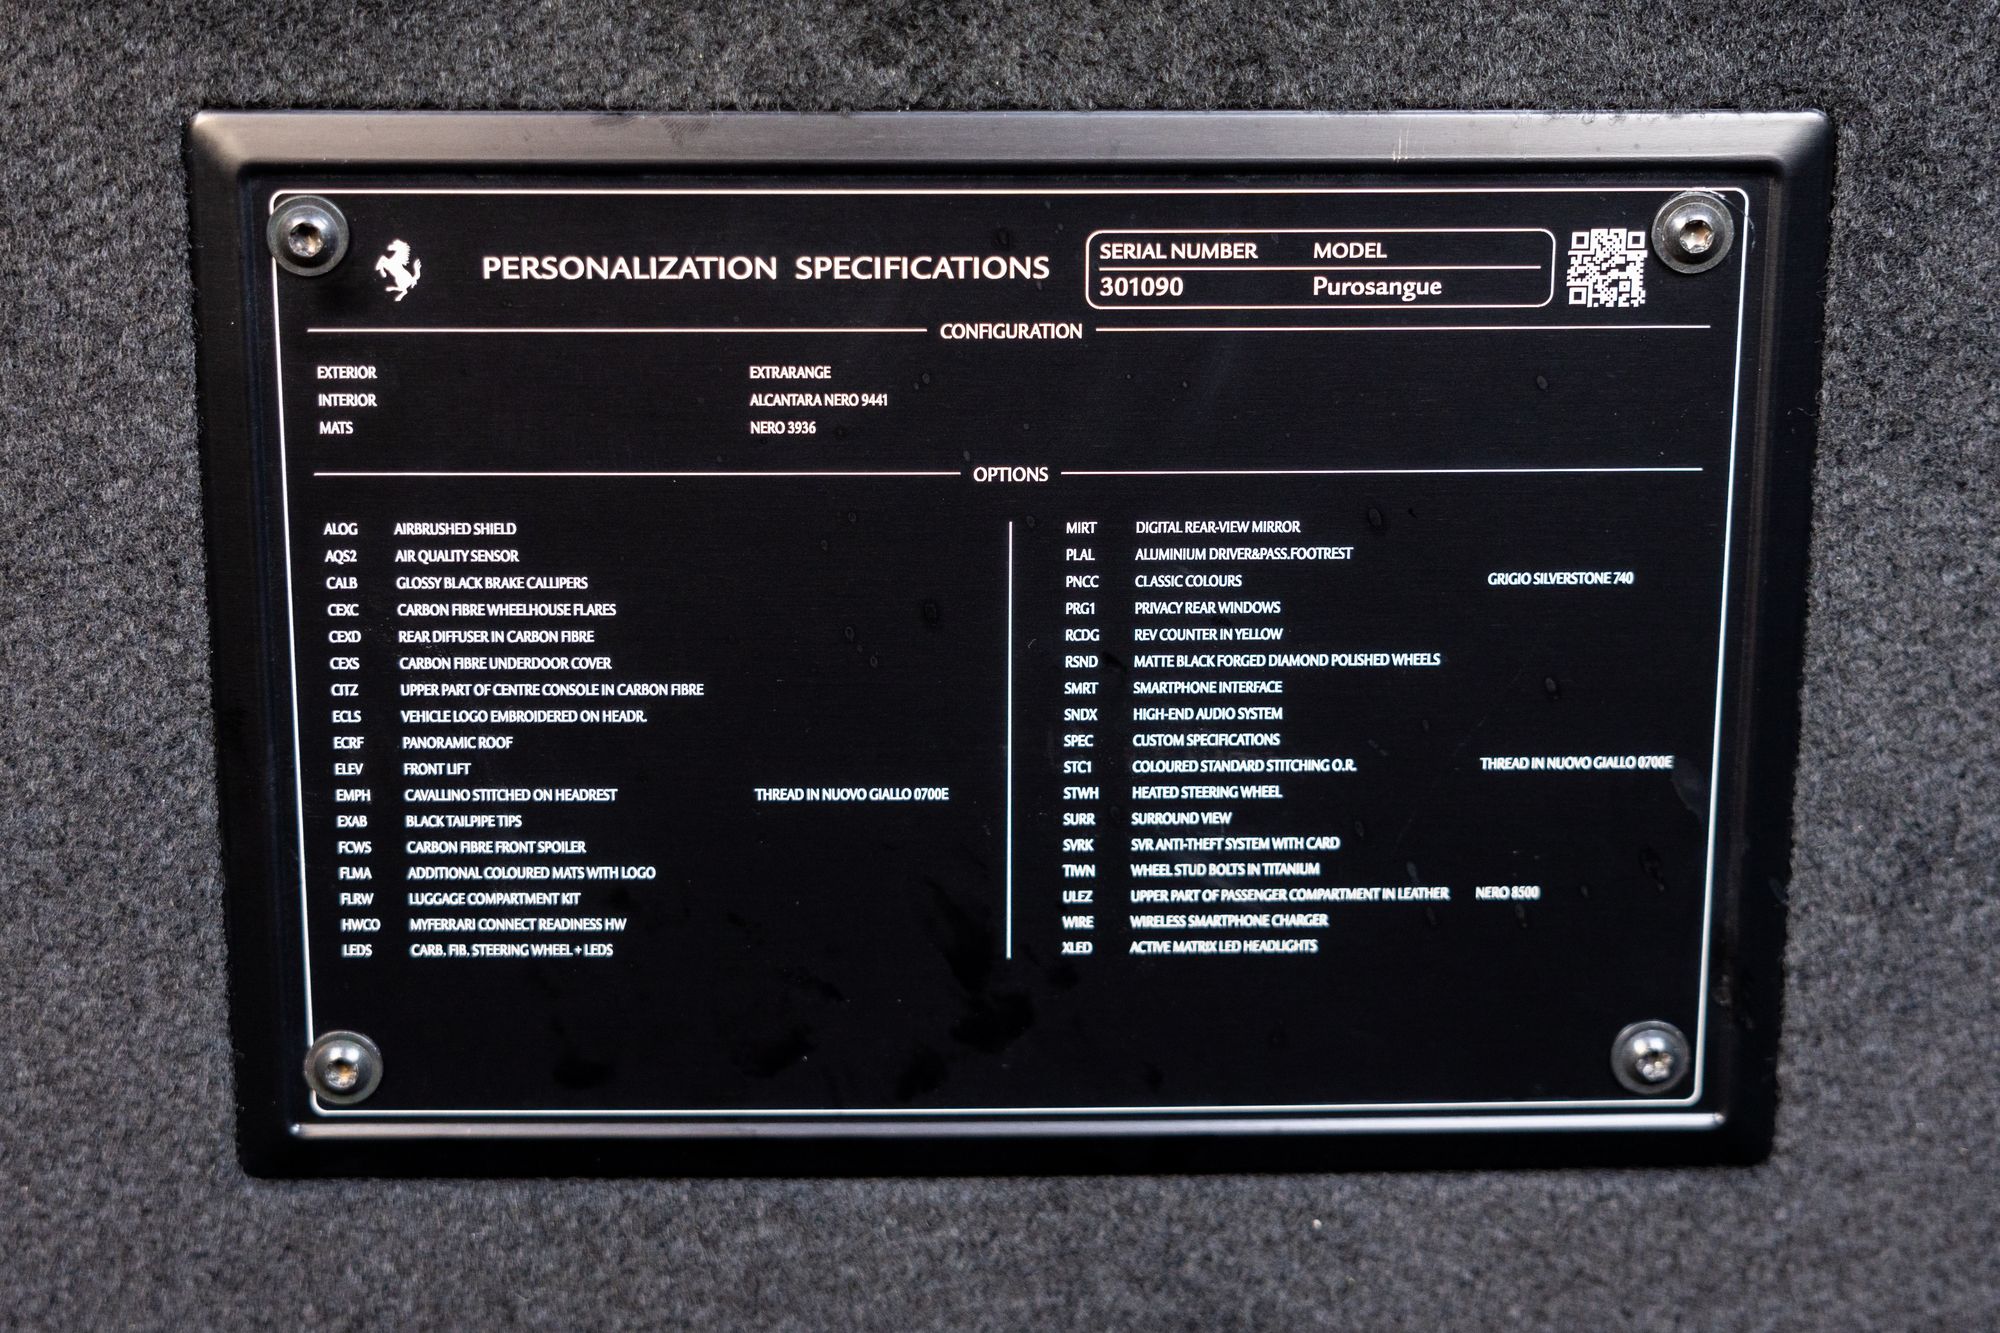 PERSONALIZATION SPECIFICATIONS
SERIAL NUMBER MODEL
301090 Purosangue
CONFIGURATION
EXTERIOR EXTRARANGE
INTERIOR ALCANTARA NERO 9441
MATS NERO 3936
OPTIONS
ALOG AIRBRUSHED SHIELD
AQS2 AIR QUALITY SENSOR
CALB GLOSSY BLACK BRAKE CALLIPERS
CEXC CARBON FIBRE WHEELHOUSE FLARES
CEXD REAR DIFFUSER IN CARBON FIBRE
CEXS CARBON FIBRE UNDERDOOR COVER
CITZ UPPER PART OF CENTRE CONSOLE IN CARBON FIBRE
ECLS VEHICLE LOGO EMBROIDERED ON HEADR.
ECRF PANORAMIC ROOF
ELEV FRONT LIFT
EMPH CAVALLINO STITCHED ON HEADREST THREAD IN NUOVO GIALLO 0700E
EXAB BLACK TAILPIPE TIPS
FCWS CARBON FIBRE FRONT SPOILER
FLMA ADDITIONAL COLOURED MATS WITH LOGO
FLRW LUGGAGE COMPARTMENT KIT
HWCO MYFERRARI CONNECT READINESS HW
LEDS CARB. FIB. STEERING WHEEL + LEDS
MIRT DIGITAL REAR-VIEW MIRROR
PLAL ALUMINIUM DRIVER&PASS.FOOTREST
PNCC CLASSIC COLOURS GRIGIO SILVERSTONE 740
PRG1 PRIVACY REAR WINDOWS
RCDG REV COUNTER IN YELLOW
RSND MATTE BLACK FORGED DIAMOND POLISHED WHEELS
SMRT SMARTPHONE INTERFACE
SNDX HIGH-END AUDIO SYSTEM
SPEC CUSTOM SPECIFICATIONS
STC1 COLOURED STANDARD STITCHING O.R. THREAD IN NUOVO GIALLO 0700E
STWH HEATED STEERING WHEEL
SURR SURROUND VIEW
SVRK SVR ANTI-THEFT SYSTEM WITH CARD
TIWN WHEEL STUD BOLTS IN TITANIUM
ULEZ UPPER PART OF PASSENGER COMPARTMENT IN LEATHER NERO 8500
WIRE WIRELESS SMARTPHONE CHARGER
XLED ACTIVE MATRIX LED HEADLIGHTS